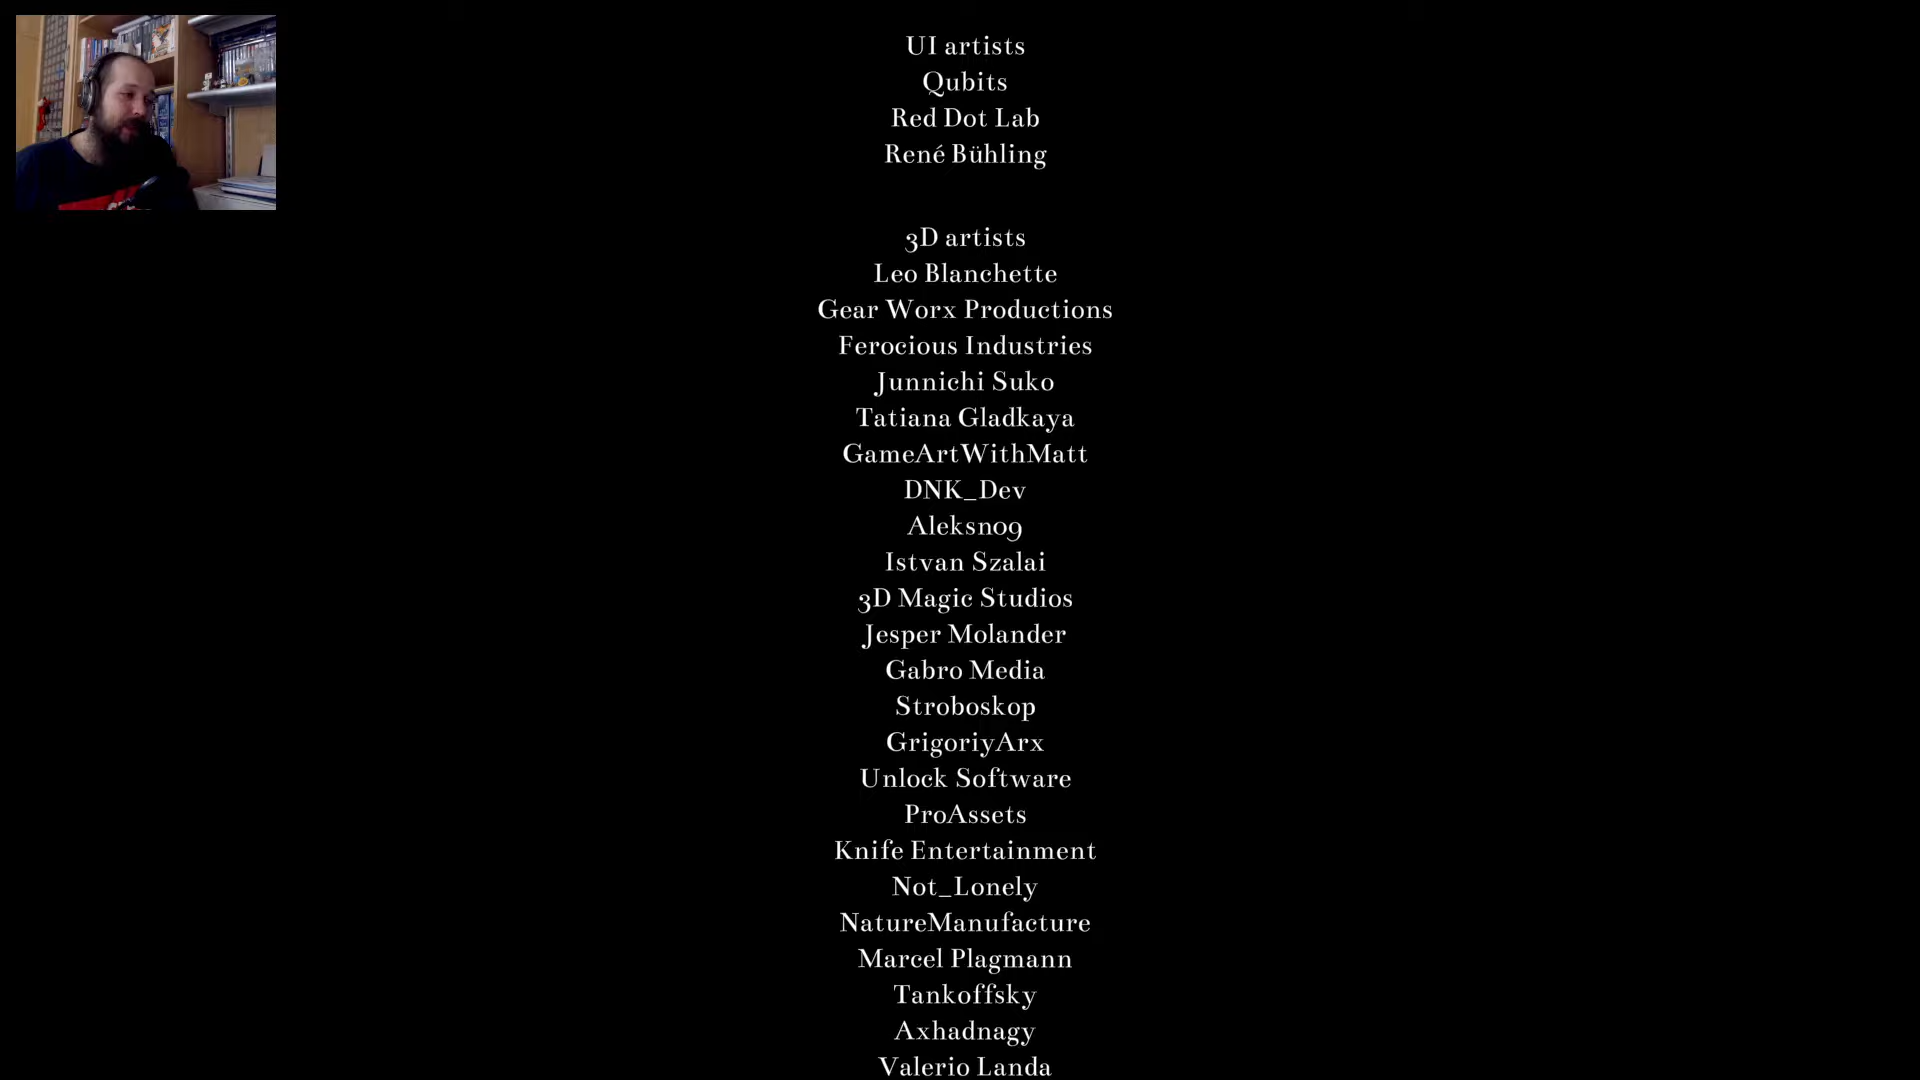 UI artists
Qubits
Red Dot Lab
René Bühling
3D artists
Leo Blanchette
Gear Worx Productions
Ferocious Industries
Junnichi Suko
Tatiana Gladkaya
GameArtWithMatt
DNK_Dev
Aleksn09
Istvan Szalai
3D Magic Studios
Jesper Molander
Gabro Media
Stroboskop
GrigoriyArx
Unlock Software
ProAssets
Knife Entertainment
Not_Lonely
NatureManufacture
Marcel Plagmann
Tankoffsky
Axhadnagy
Valerio Landa